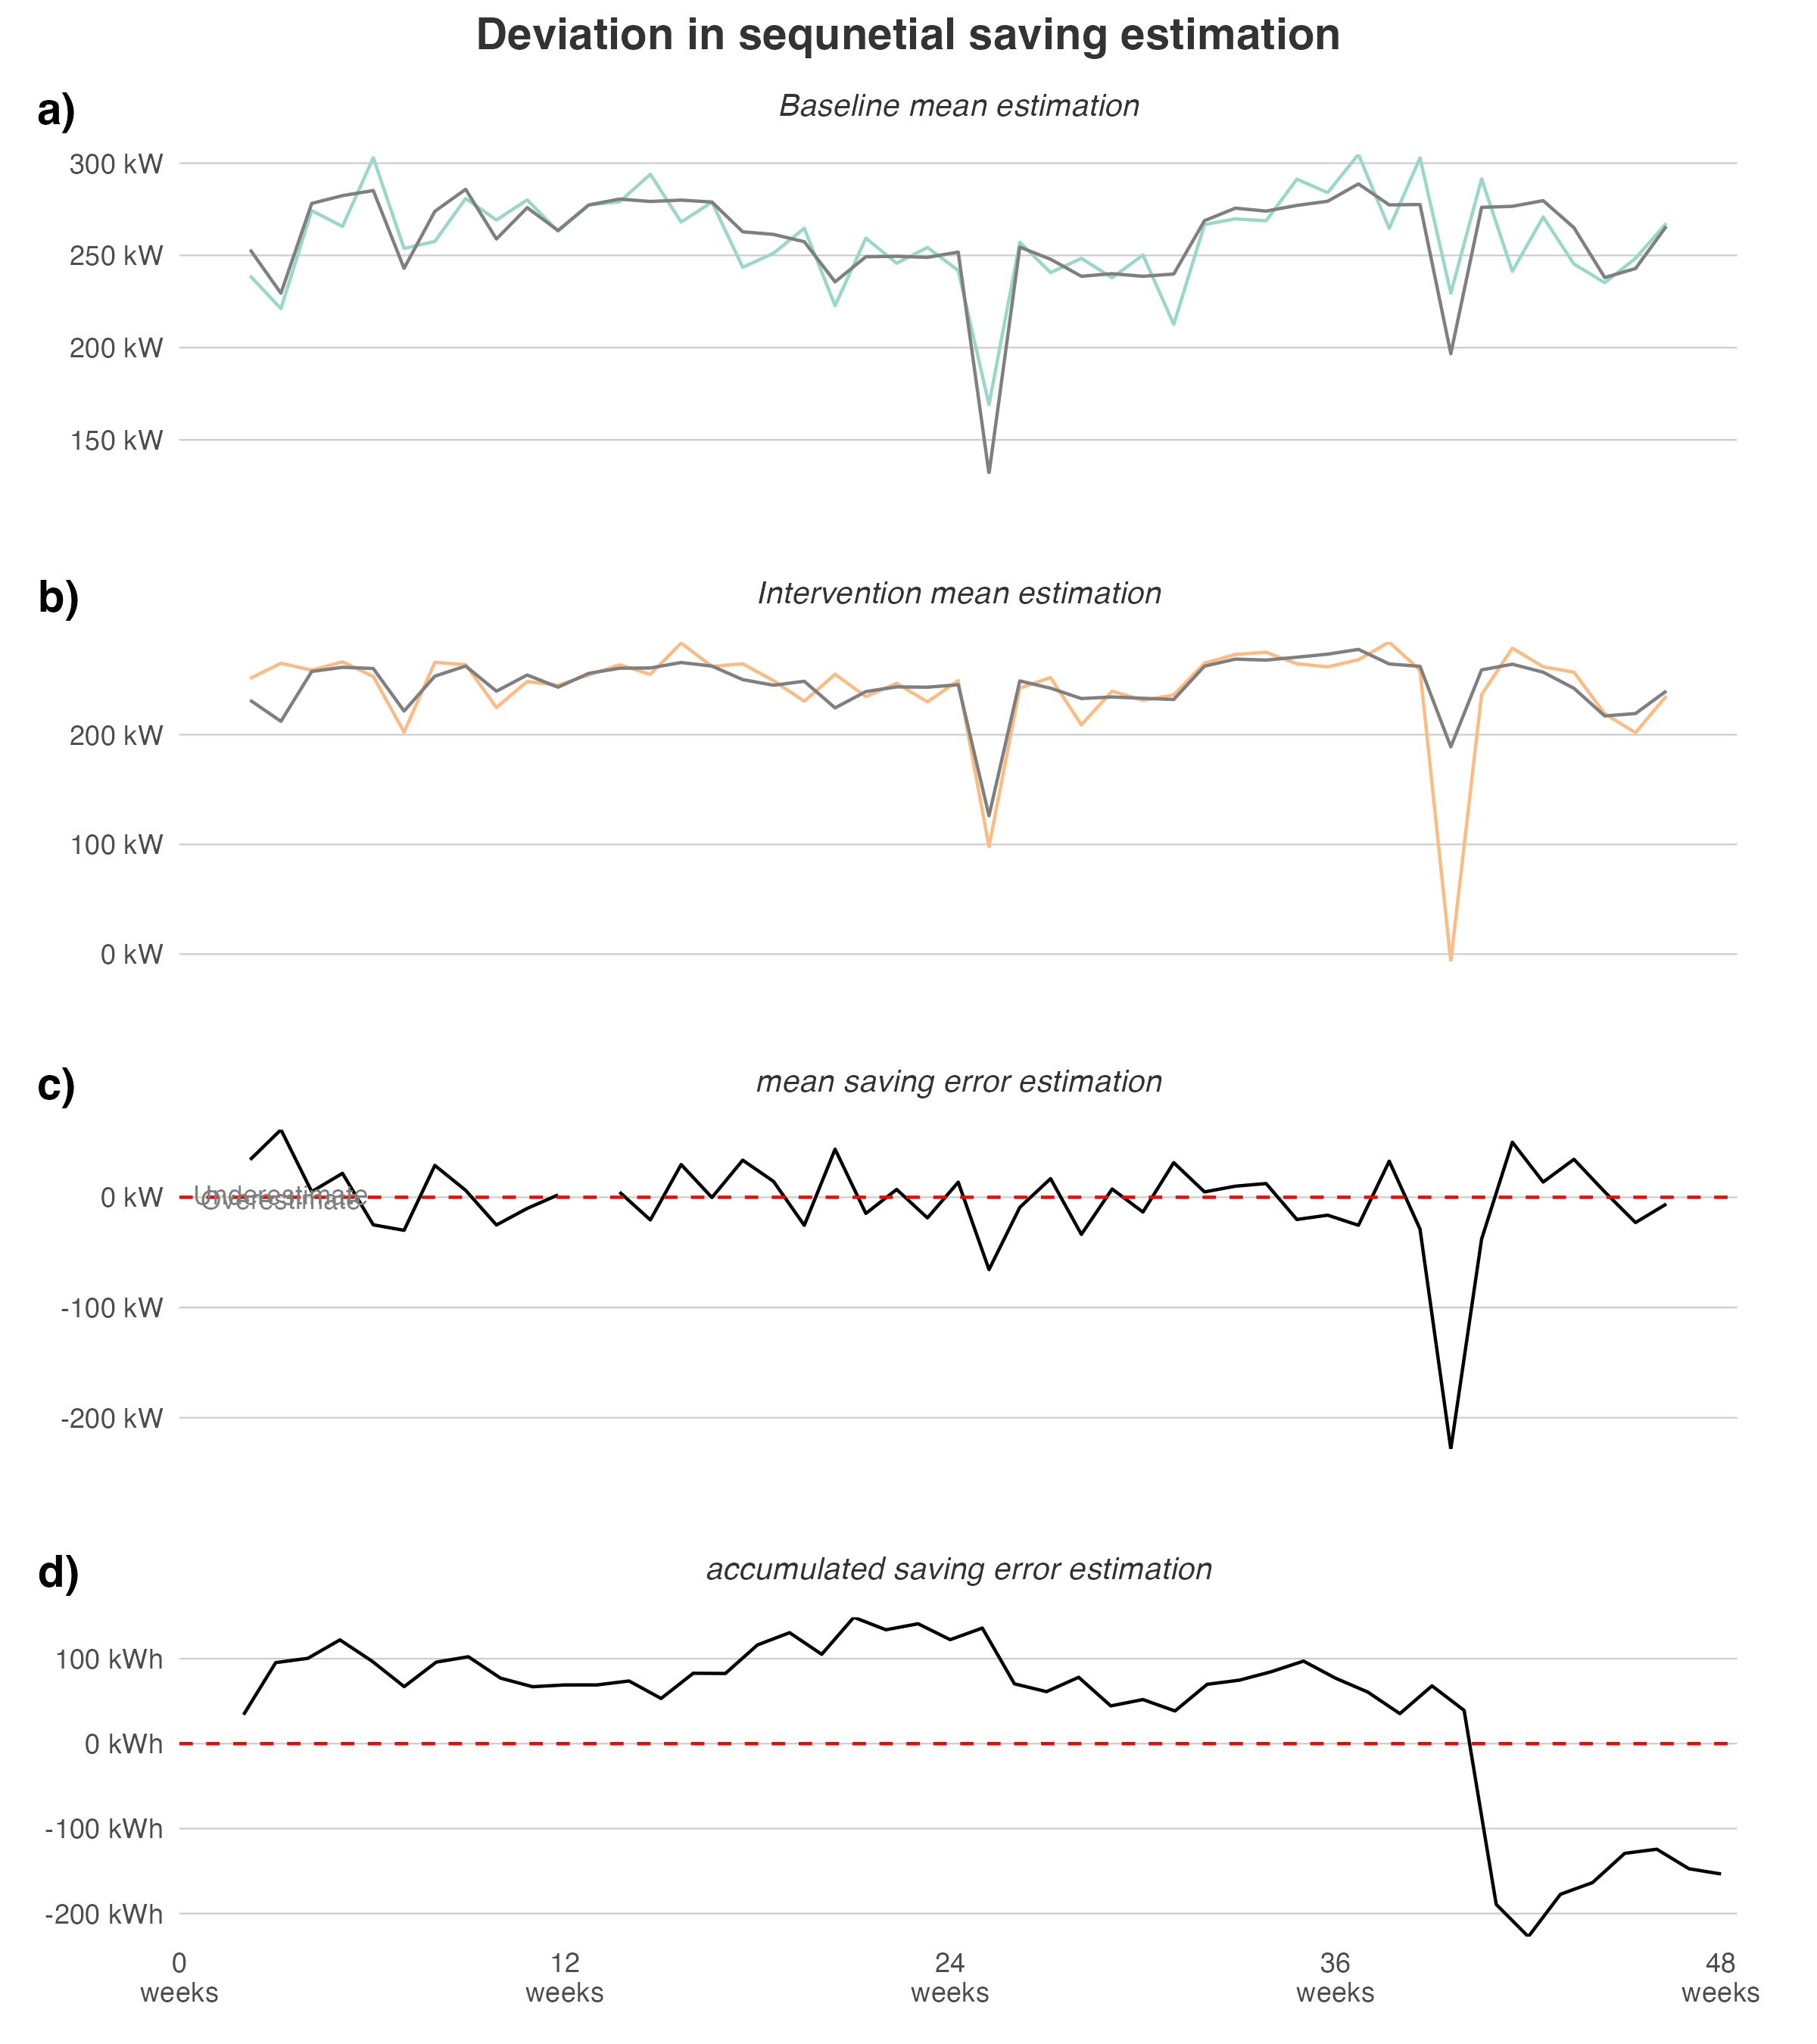 Deviation in sequnetial saving estimation
a)
Baseline mean estimation
300 kW
250 kW
200 kW
150 kW
b)
Intervention mean estimation
200 kW
100 kW
0 kW
c)
mean saving error estimation
Underestimate
0 kW
Overestimate
-100 kW
-200 kW
d)
accumulated saving error estimation
100 kWh
0 kWh
-100 kWh
-200 kWh
0 12 24 36 48
weeks weeks weeks weeks weeks